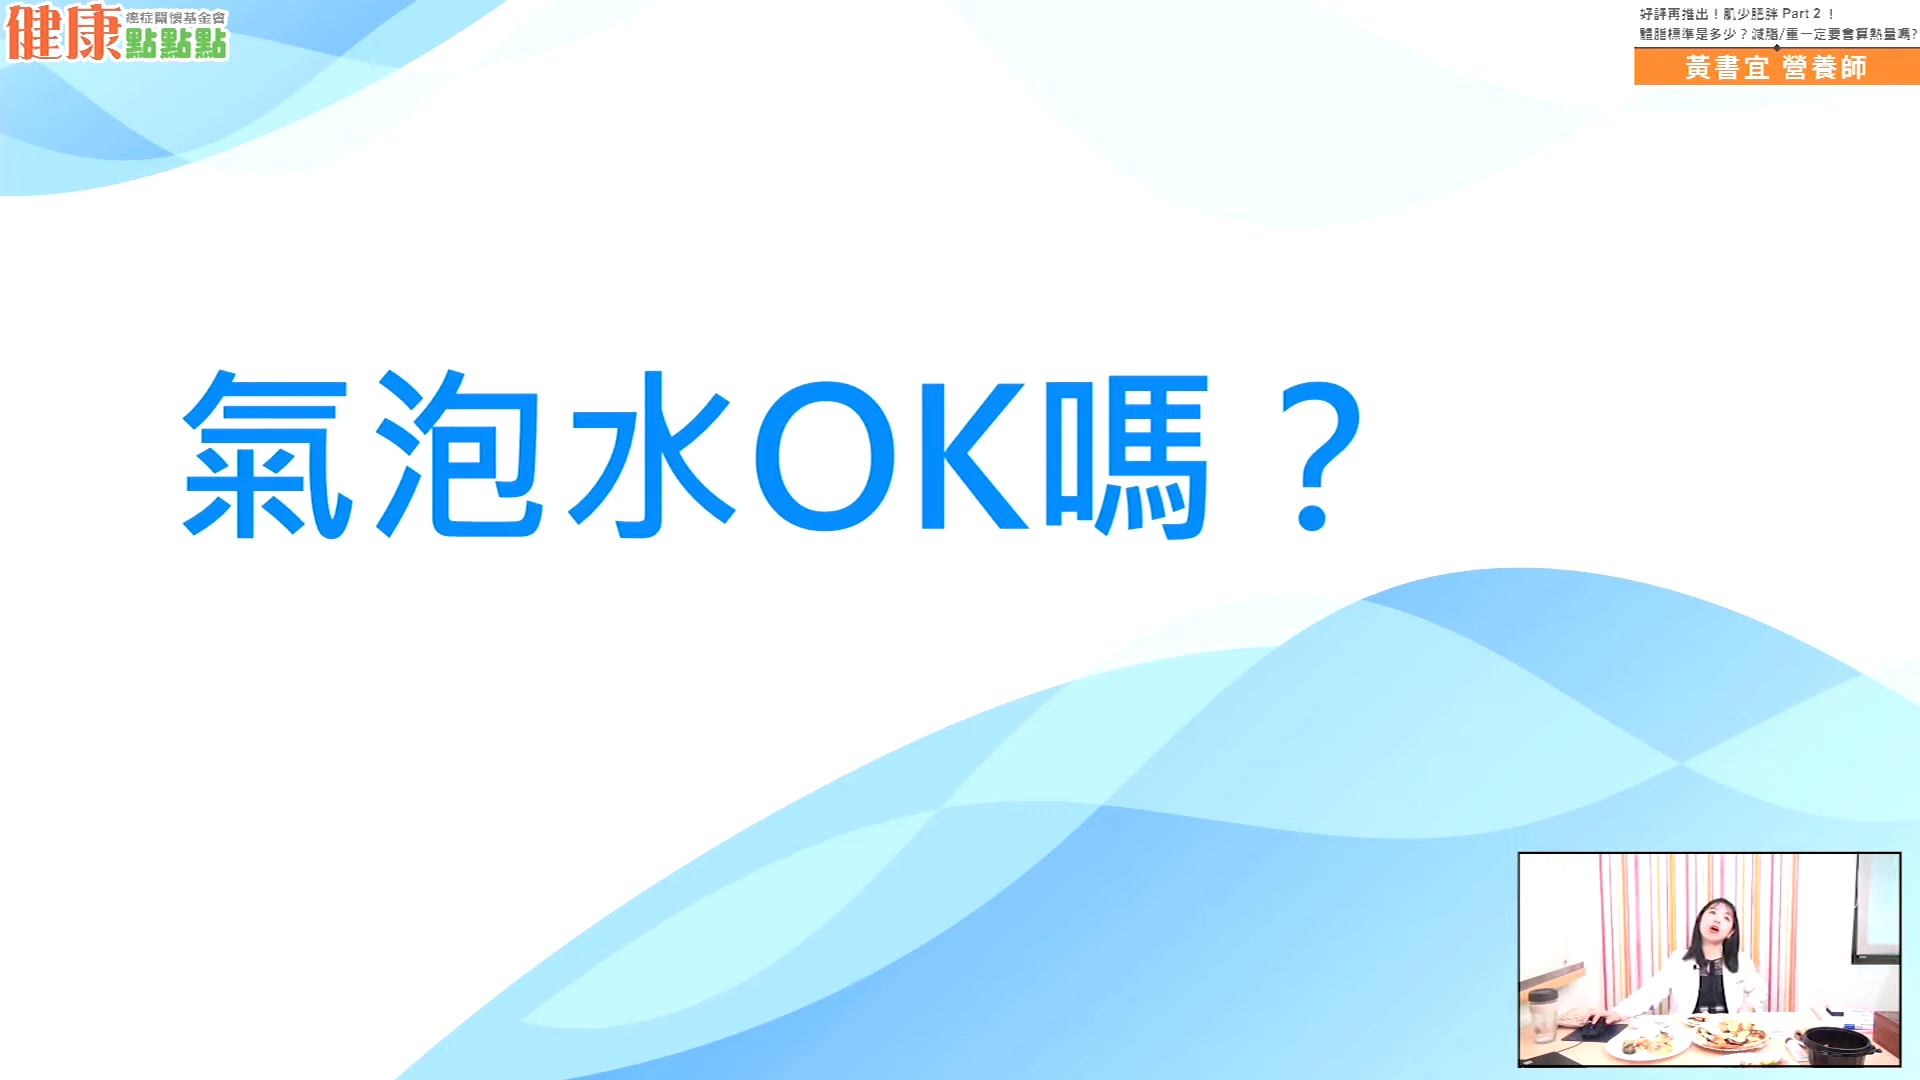 健康
癌症關懷基金會
點點點
好評再推出！肌少肥胖 Part 2 ！
體脂標準是多少？減脂/重一定要會算熱量嗎?
黃書宜 營養師
氣泡水OK嗎？